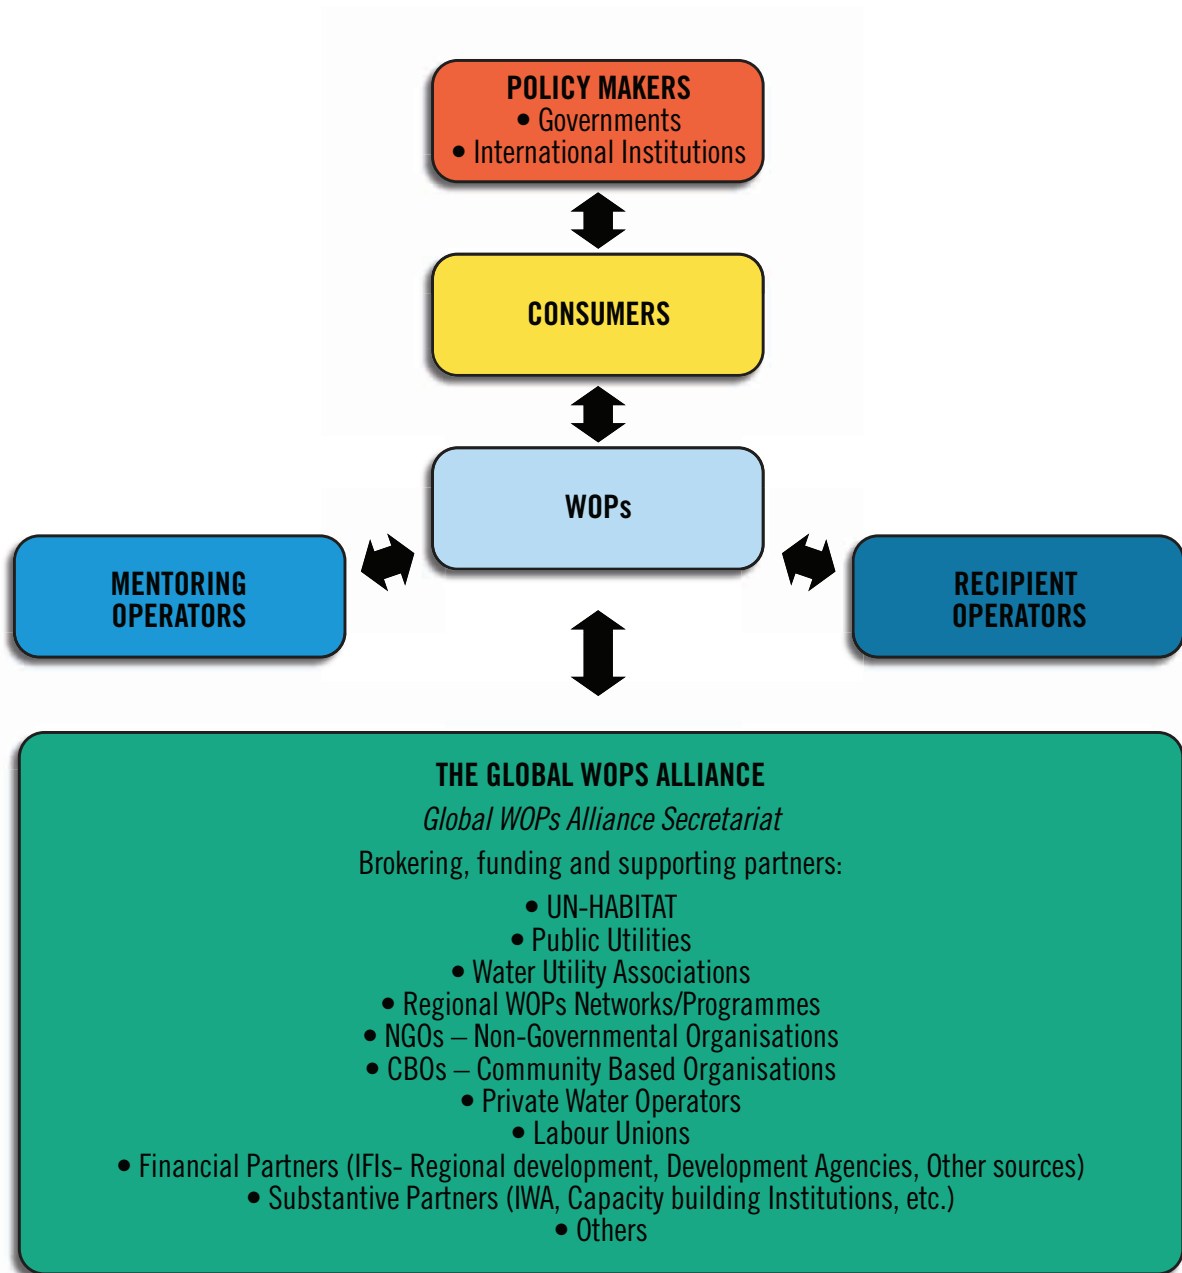 POLICY MAKERS
• Governments
• International Institutions
CONSUMERS
WOPs
MENTORING
OPERATORS
RECIPIENT
OPERATORS
THE GLOBAL WOPS ALLIANCE
Global WOPs Alliance Secretariat
Brokering, funding and supporting partners:
• UN-HABITAT
• Public Utilities
• Water Utility Associations
• Regional WOPs Networks/Programmes
• NGOs – Non-Governmental Organisations
• CBOs – Community Based Organisations
• Private Water Operators
• Labour Unions
• Financial Partners (IFIs- Regional development, Development Agencies, Other sources)
• Substantive Partners (IWA, Capacity building Institutions, etc.)
• Others